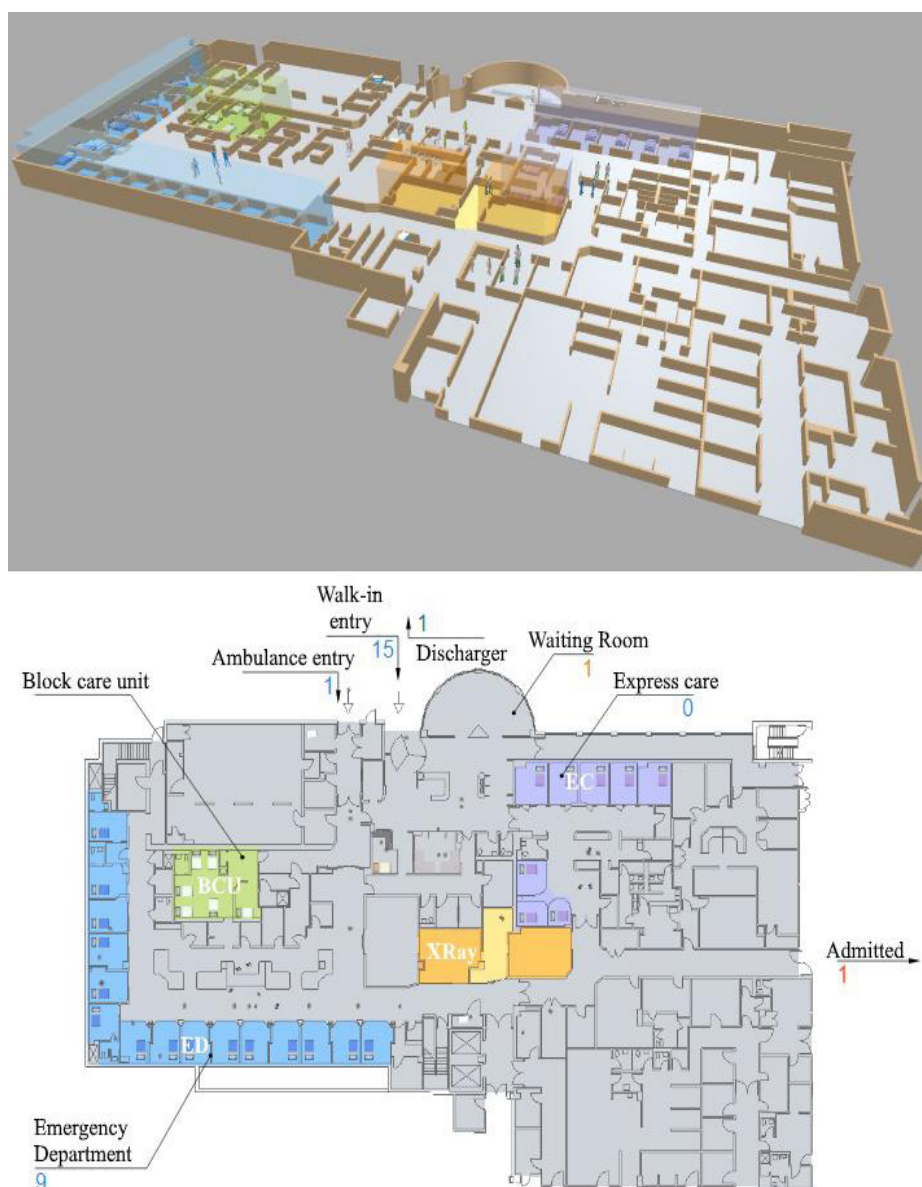 Walk-in
entry
15
1
Discharger
Ambulance entry
1
Waiting Room
1
Block care unit
Express care
0
EC
BCU
XRay
Admitted
1
ED
Emergency
Department
9